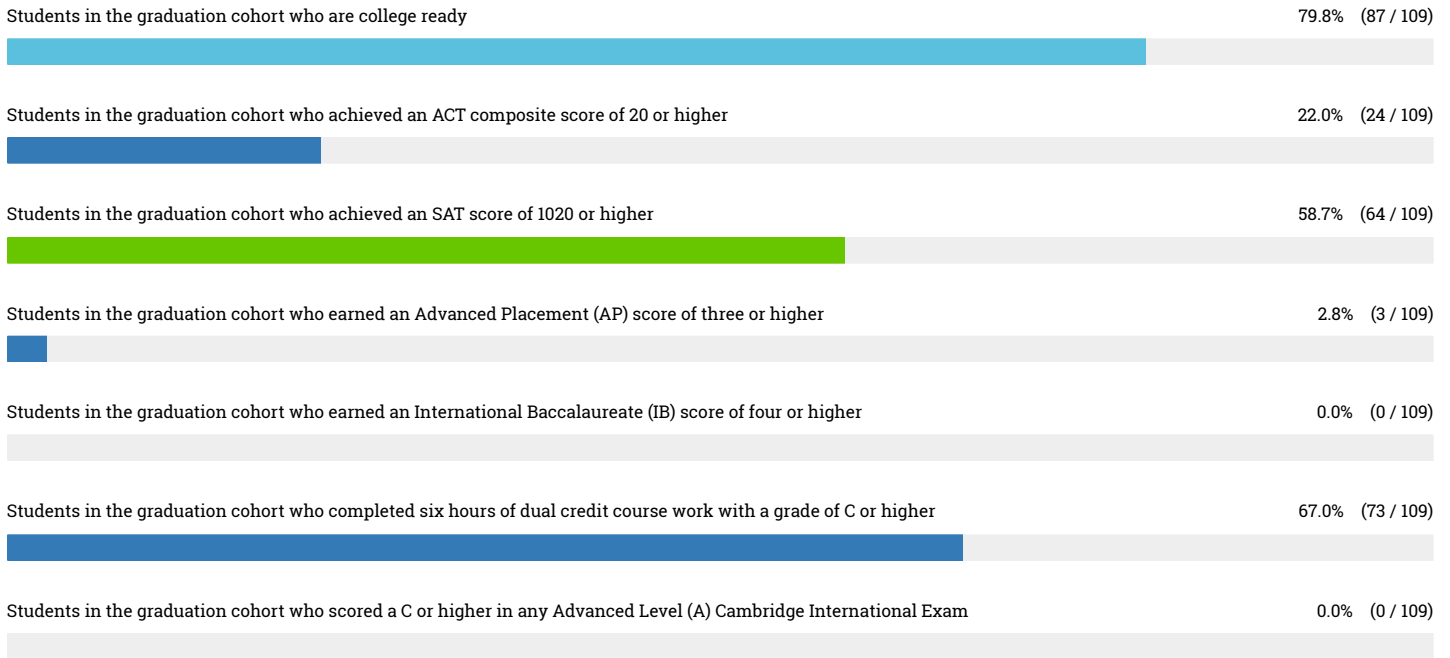 Students in the graduation cohort who are college ready 79.8% (87 / 109)
Students in the graduation cohort who achieved an ACT composite score of 20 or higher 22.0% (24 / 109)
Students in the graduation cohort who achieved an SAT score of 1020 or higher 58.7% (64 / 109)
Students in the graduation cohort who earned an Advanced Placement (AP) score of three or higher 2.8% (3 / 109)
Students in the graduation cohort who earned an International Baccalaureate (IB) score of four or higher 0.0% (0 / 109)
Students in the graduation cohort who completed six hours of dual credit course work with a grade of C or higher 67.0% (73 / 109)
Students in the graduation cohort who scored a C or higher in any Advanced Level (A) Cambridge International Exam 0.0% (0 / 109)